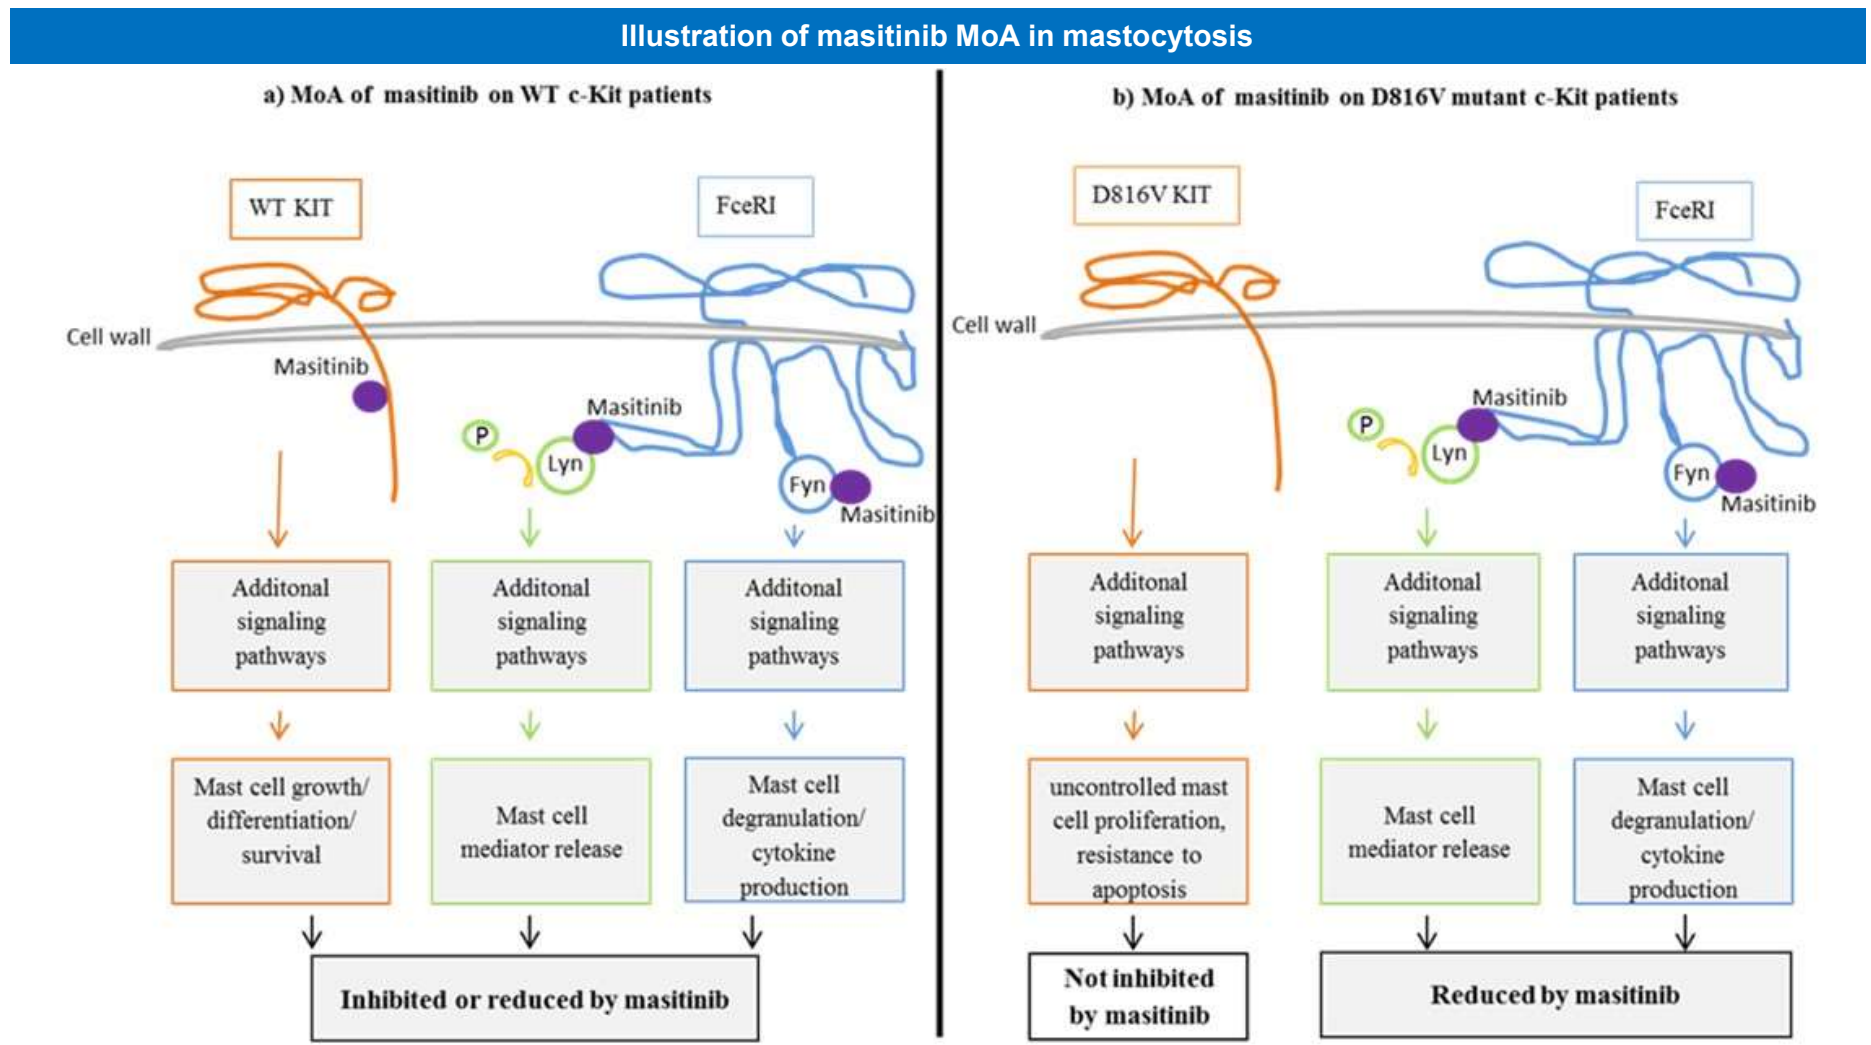 Illustration of masitinib MoA in mastocytosis
a) MoA of masitinib on WT c-Kit patients
WT KIT
FceRI
Cell wall
Masitinib
Masitinib
P
Lyn
Fyn
Masitinib
Additonal
signaling
pathways
Additonal
signaling
pathways
Additonal
signaling
pathways
Mast cell growth/
differentiation/
survival
Mast cell
mediator release
Mast cell
degranulation/
cytokine
production
Inhibited or reduced by masitinib
b) MoA of masitinib on D816V mutant c-Kit patients
D816V KIT
FceRI
Cell wall
Masitinib
P
Lyn
Fyn
Masitinib
Additonal
signaling
pathways
Additonal
signaling
pathways
Additonal
signaling
pathways
uncontrolled mast
cell proliferation,
resistance to
apoptosis
Mast cell
mediator release
Mast cell
degranulation/
cytokine
production
Not inhibited
by masitinib
Reduced by masitinib